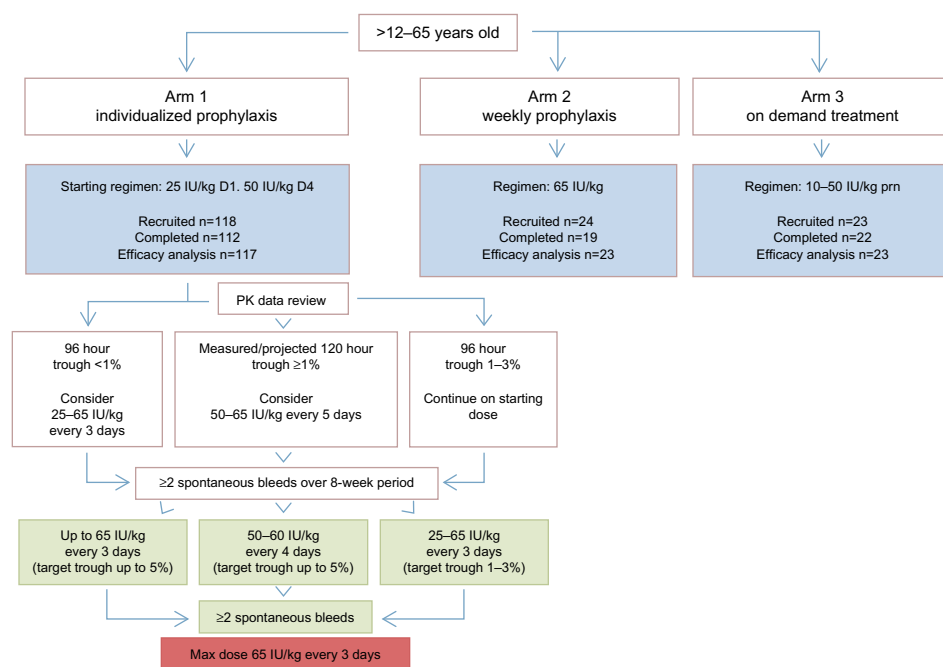 >12–65 years old
Arm 1
individualized prophylaxis
Arm 2
weekly prophylaxis
Arm 3
on demand treatment
Starting regimen: 25 IU/kg D1. 50 IU/kg D4
Recruited n=118
Completed n=112
Efficacy analysis n=117
Regimen: 65 IU/kg
Recruited n=24
Completed n=19
Efficacy analysis n=23
Regimen: 10–50 IU/kg prn
Recruited n=23
Completed n=22
Efficacy analysis n=23
PK data review
96 hour
trough <1%
Consider
25–65 IU/kg
every 3 days
Measured/projected 120 hour
trough ≥1%
Consider
50–65 IU/kg every 5 days
96 hour
trough 1–3%
Continue on starting
dose
≥2 spontaneous bleeds over 8-week period
Up to 65 IU/kg
every 3 days
(target trough up to 5%)
50–60 IU/kg
every 4 days
(target trough up to 5%)
25–65 IU/kg
every 3 days
(target trough 1–3%)
≥2 spontaneous bleeds
Max dose 65 IU/kg every 3 days